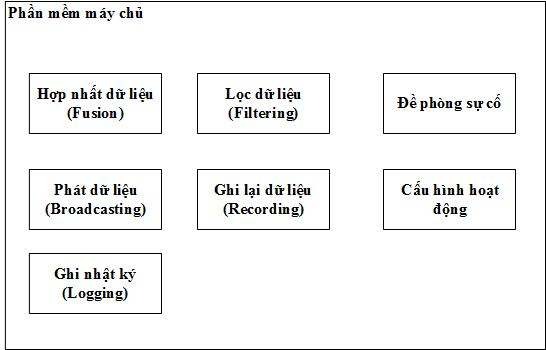 Phần mềm máy chủ
Hợp nhất dữ liệu
(Fusion)
Lọc dữ liệu
(Filtering)
Đề phòng sự cố
Phát dữ liệu
(Broadcasting)
Ghi lại dữ liệu
(Recording)
Cấu hình hoạt
động
Ghi nhật ký
(Logging)